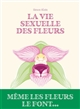 LA VIE
SEXUELLE
DES FLEURS
MÊME LES FLEURS
LE FONT...